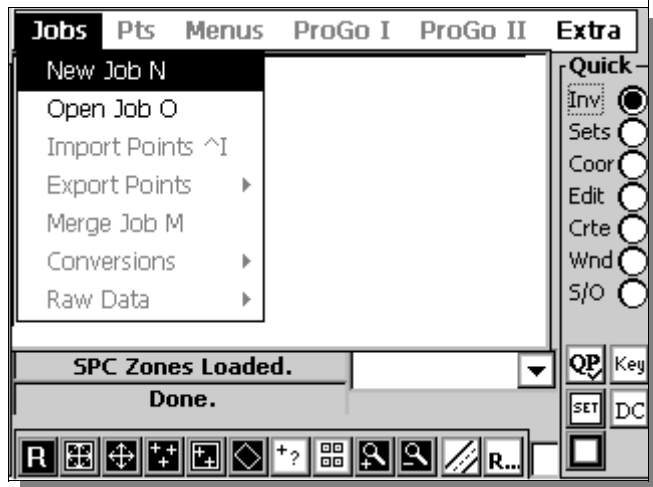 Jobs Pts Menus ProGo I ProGo II Extra
New Job N
Open Job O
Import Points ^I
Export Points
Merge Job M
Conversions
Raw Data
Quick
Inv
Sets
Coor
Edit
Crte
Wnd
S/O
SPC Zones Loaded.
Done.
QP Key
SET DC
R +? R...